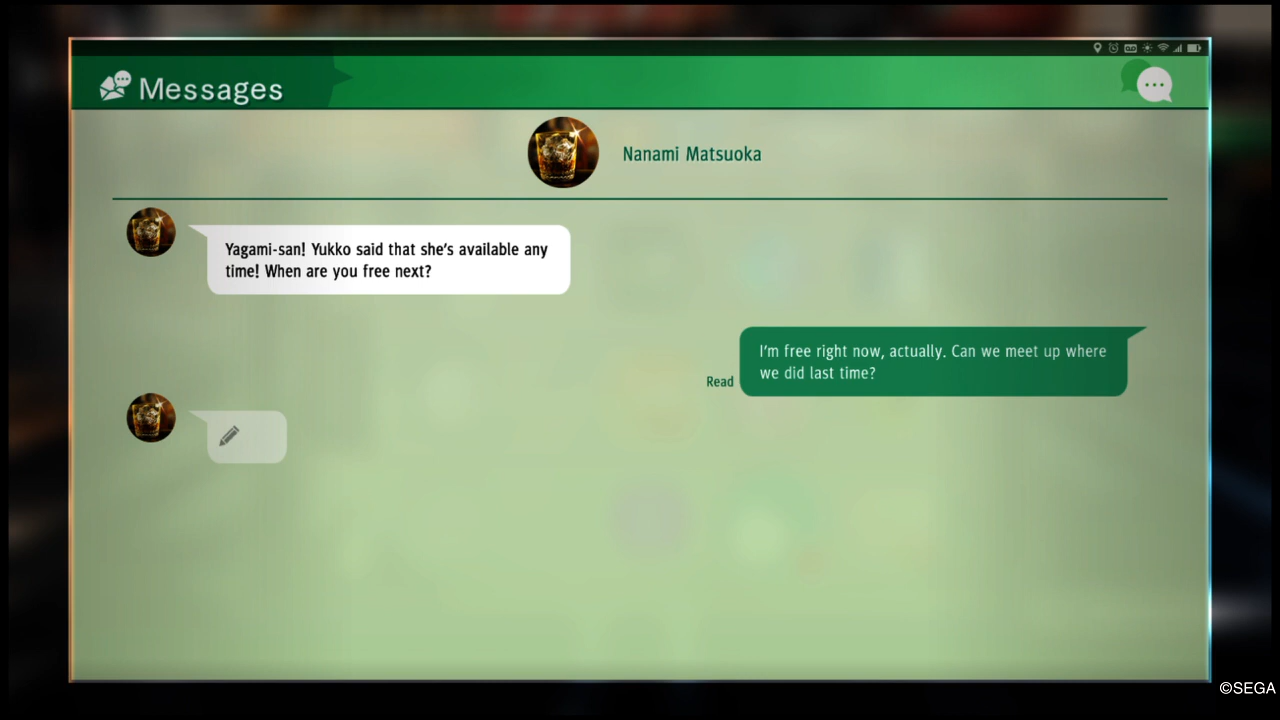 Messages
Nanami Matsuoka
Yagami-san! Yukko said that she's available any
time! When are you free next?
I'm free right now, actually. Can we meet up where
we did last time?
Read
©SEGA